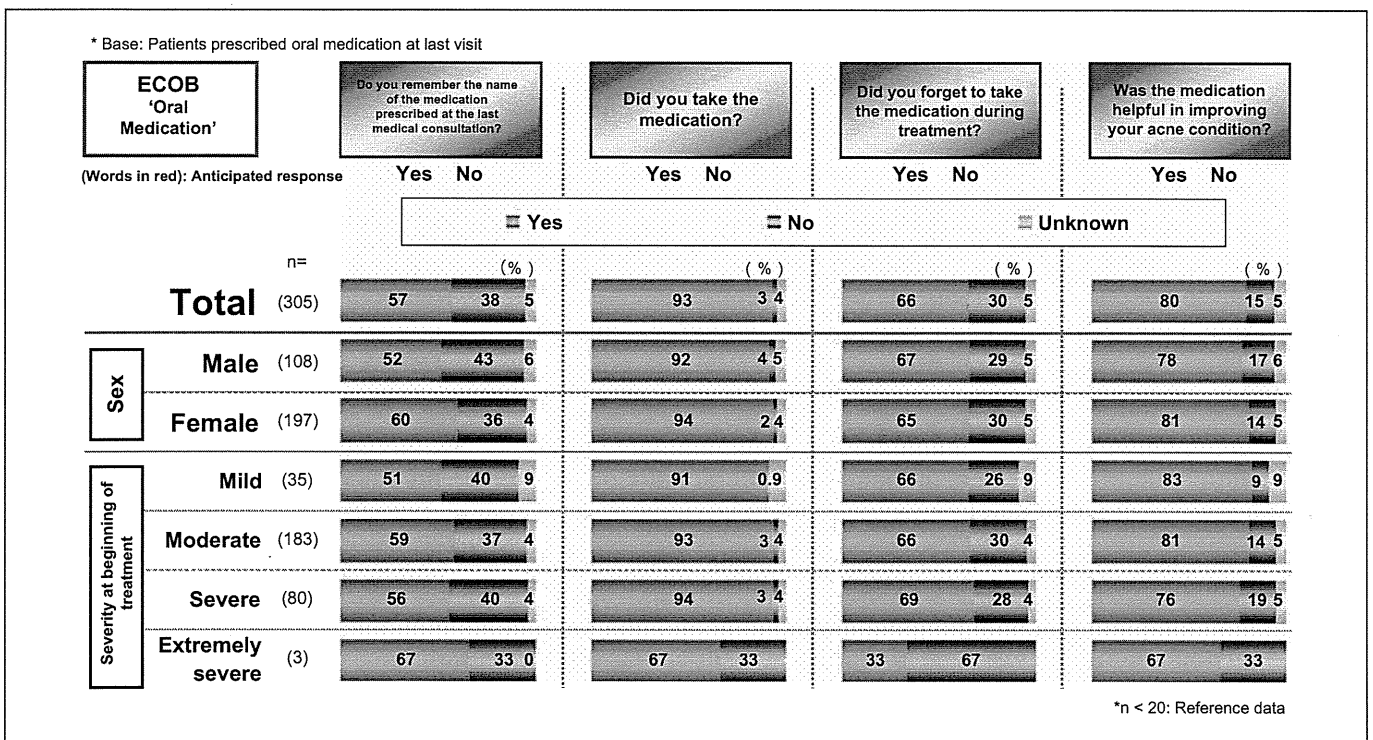 * Base: Patients prescribed oral medication at last visit
ECOB
'Oral
Medication'
Do you remember the name
of the medication
prescribed at the last
medical consultation?
Did you take the
medication?
Did you forget to take
the medication during
treatment?
Was the medication
helpful in improving
your acne condition?
(Words in red): Anticipated response
Yes No Yes No Yes No Yes No
Yes No Unknown
n= (%) (%) (%) (%)
Total (305) 57 38 5 93 3 4 66 30 5 80 15 5
Sex
Male (108) 52 43 6 92 4 5 67 29 5 78 17 6
Female (197) 60 36 4 94 2 4 65 30 5 81 14 5
Severity at beginning of
treatment
Mild (35) 51 40 9 91 0.9 66 26 9 83 9 9
Moderate (183) 59 37 4 93 3 4 66 30 4 81 14 5
Severe (80) 56 40 4 94 3 4 69 28 4 76 19 5
Extremely
severe (3) 67 33 0 67 33 33 67 67 33
*n < 20: Reference data